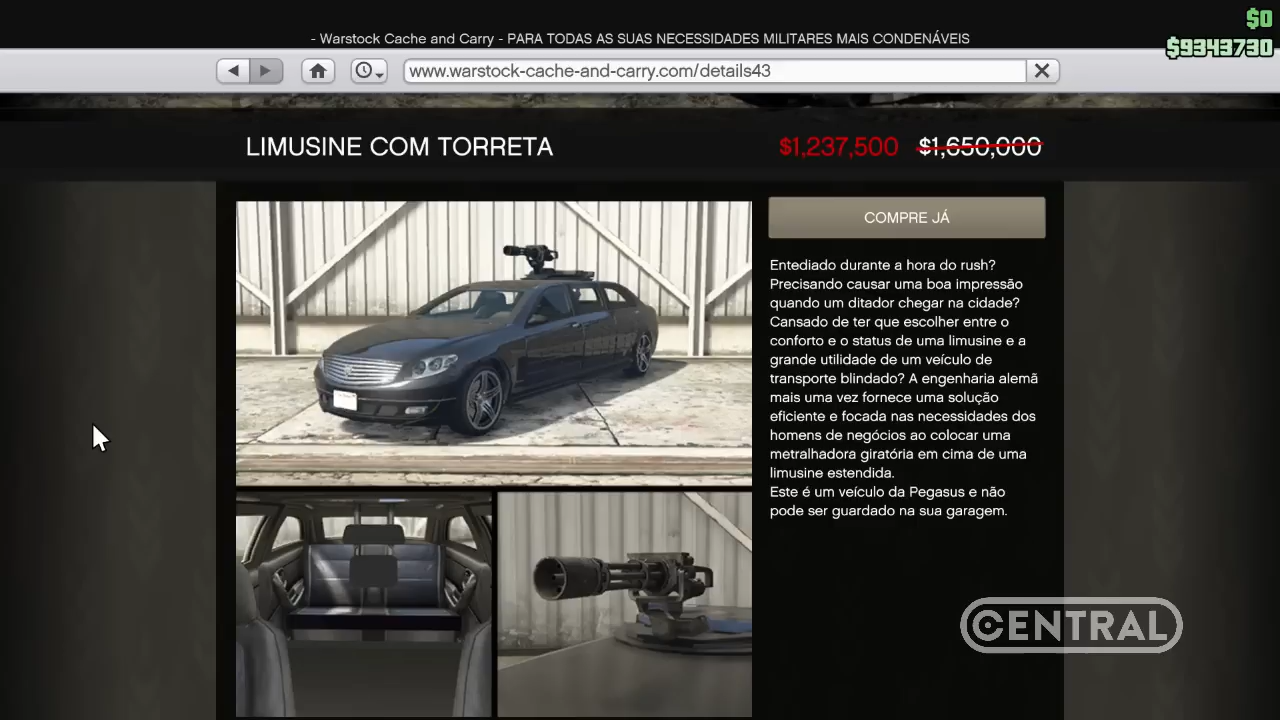 $0
- Warstock Cache and Carry - PARA TODAS AS SUAS NECESSIDADES MILITARES MAIS CONDENÁVEIS
$9343730
www.warstock-cache-and-carry.com/details43
LIMUSINE COM TORRETA
$1,237,500 $1,650,000
COMPRE JÁ
Entediado durante a hora do rush?
Precisando causar uma boa impressão
quando um ditador chegar na cidade?
Cansado de ter que escolher entre o
conforto e o status de uma limusine e a
grande utilidade de um veículo de
transporte blindado? A engenharia alemã
mais uma vez fornece uma solução
eficiente e focada nas necessidades dos
homens de negócios ao colocar uma
metralhadora giratória em cima de uma
limusine estendida.
Este é um veículo da Pegasus e não
pode ser guardado na sua garagem.
CENTRAL